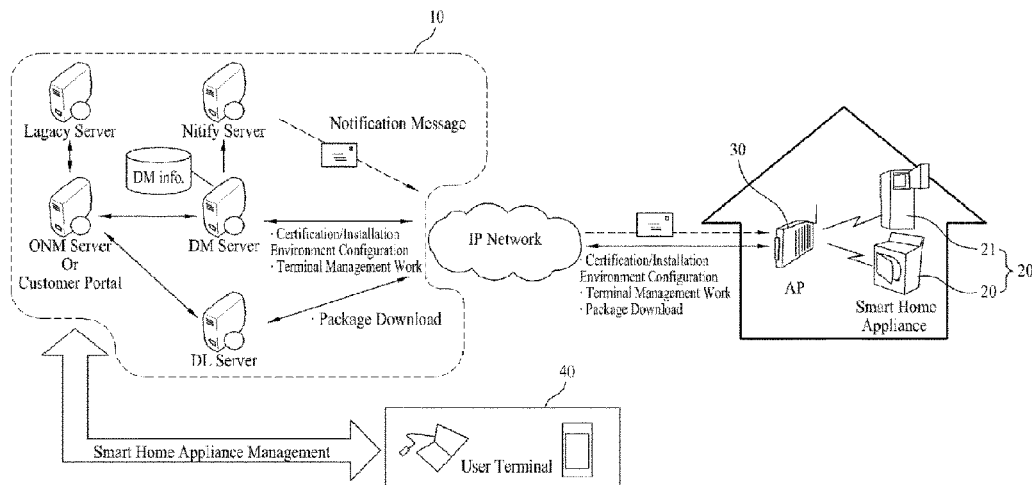 10
Lagacy Server
Nitify Server
Notification Message
DM info.
ONM Server
Or
Customer Portal
DM Server
· Certification/Installation
Environment Configuration
· Terminal Management Work
· Package Download
DL Server
IP Network
· Certification/Installation
Environment Configuration
· Terminal Management Work
· Package Download
30
AP
21
20
20
Smart Home
Appliance
40
Smart Home Appliance Management
User Terminal